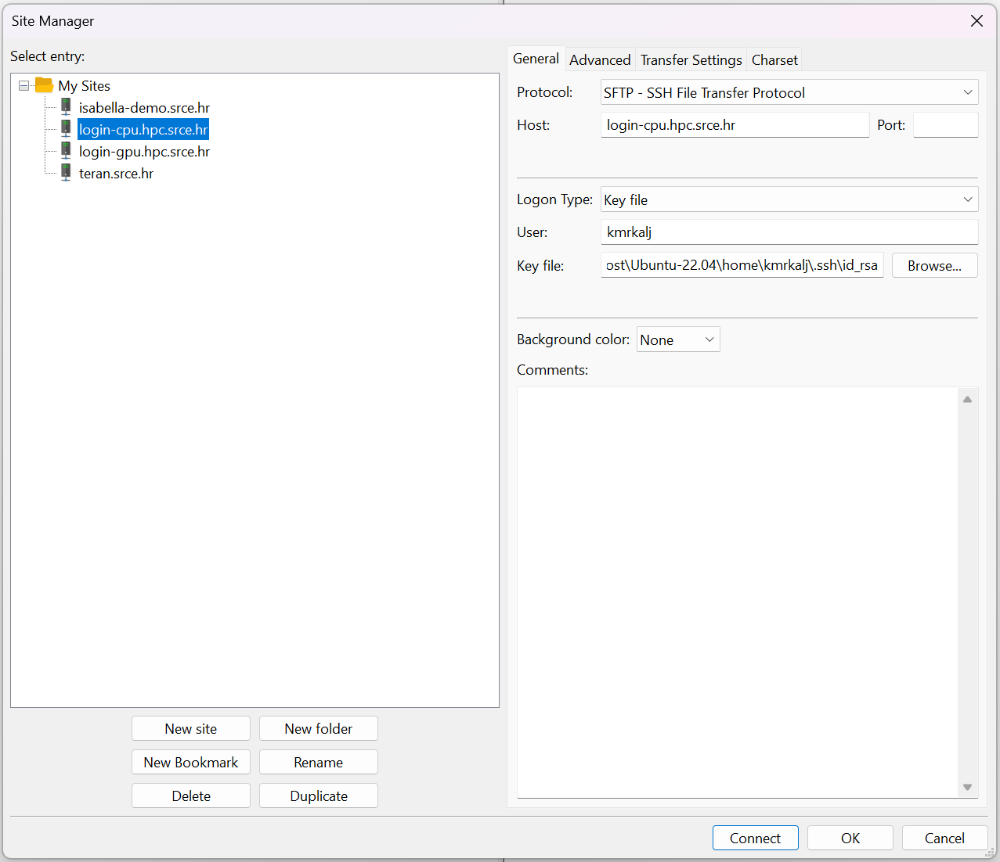 Site Manager
Select entry:
My Sites
isabella-demo.srce.hr
login-cpu.hpc.srce.hr
login-gpu.hpc.srce.hr
teran.srce.hr
New site
New folder
New Bookmark
Rename
Delete
Duplicate
General
Advanced
Transfer Settings
Charset
Protocol:
SFTP - SSH File Transfer Protocol
Host:
login-cpu.hpc.srce.hr
Port:
Logon Type:
Key file
User:
kmrkalj
Key file:
ost\Ubuntu-22.04\home\kmrkalj\.ssh\id_rsa
Browse...
Background color:
None
Comments:
Connect
OK
Cancel